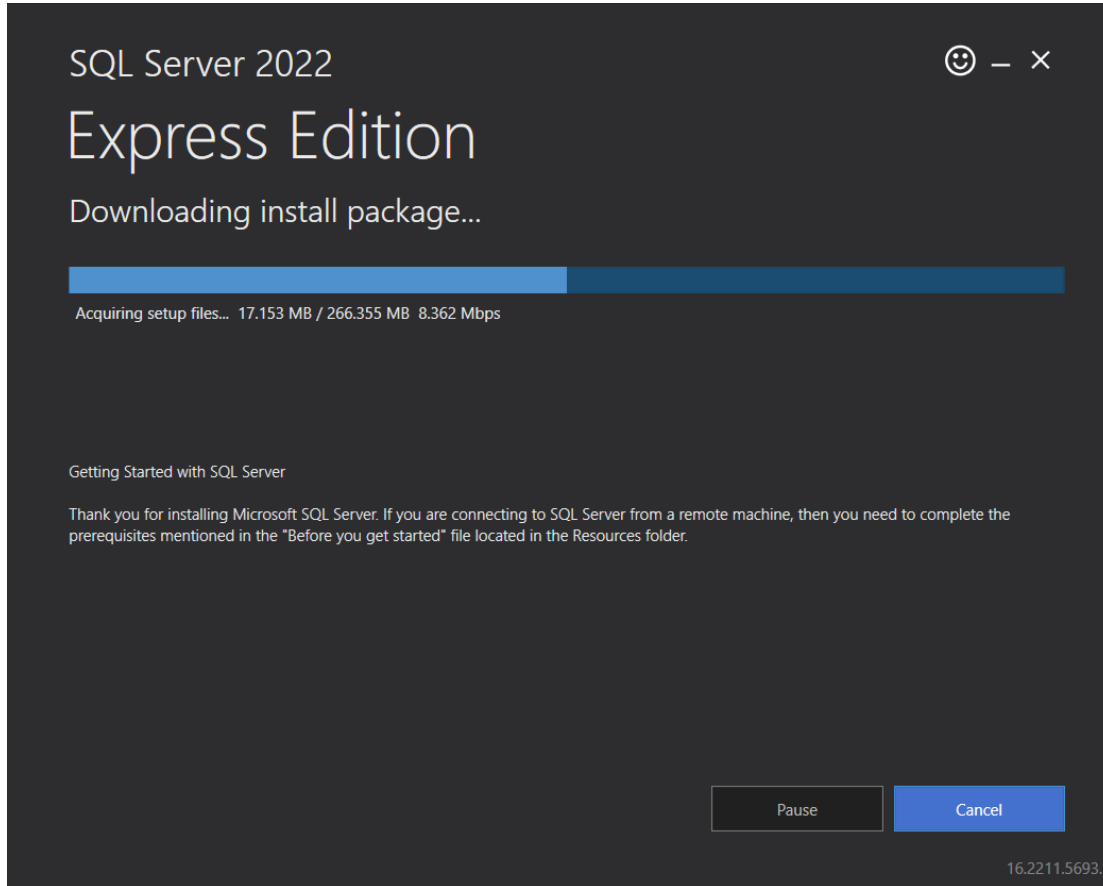 SQL Server 2022
Express Edition
Downloading install package...
Acquiring setup files... 17.153 MB / 266.355 MB 8.362 Mbps
Getting Started with SQL Server
Thank you for installing Microsoft SQL Server. If you are connecting to SQL Server from a remote machine, then you need to complete the
prerequisites mentioned in the "Before you get started" file located in the Resources folder.
Pause
Cancel
16.2211.5693.